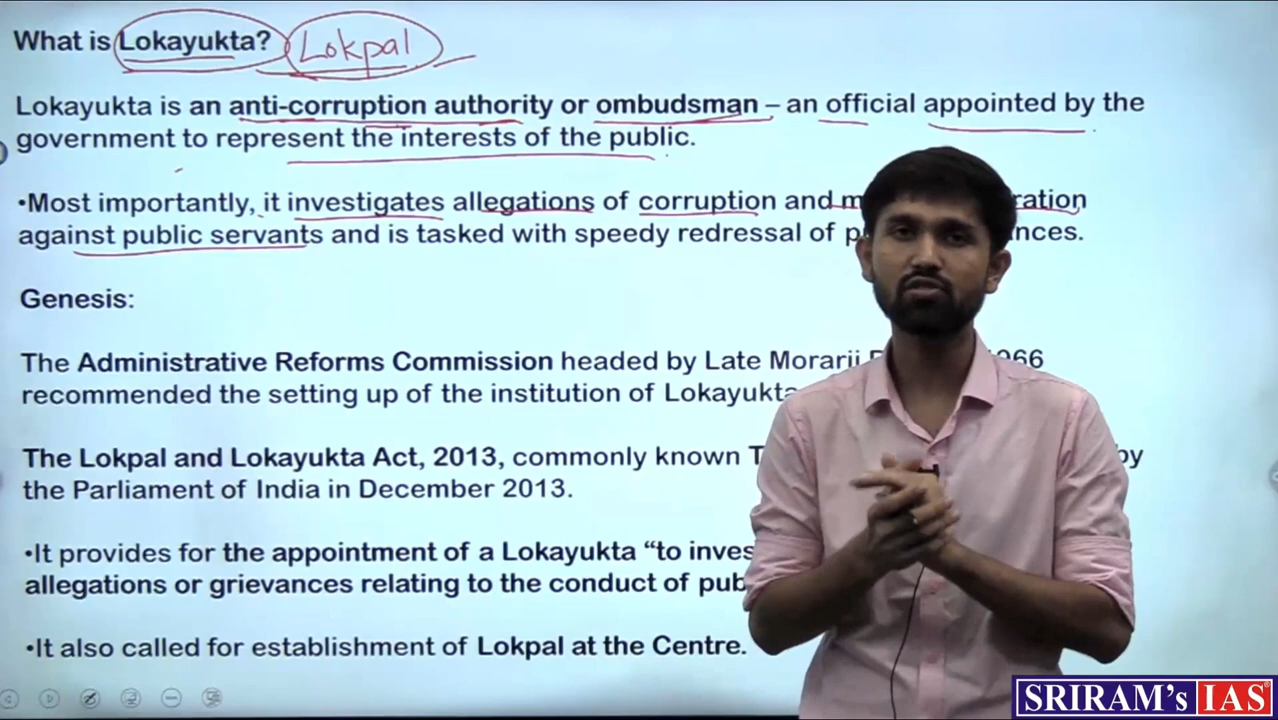 What is Lokayukta? Lokpal
Lokayukta is an anti-corruption authority or ombudsman – an official appointed by the
government to represent the interests of the public.
•Most importantly, it investigates allegations of corruption and
against public servants and is tasked with speedy redressal of
Genesis:
The Administrative Reforms Commission headed by Late Morarji
recommended the setting up of the institution of Lokayukta
The Lokpal and Lokayukta Act, 2013, commonly known by
the Parliament of India in December 2013.
•It provides for the appointment of a Lokayukta “to
allegations or grievances relating to the conduct of
•It also called for establishment of Lokpal at the Centre.
SRIRAM's IAS